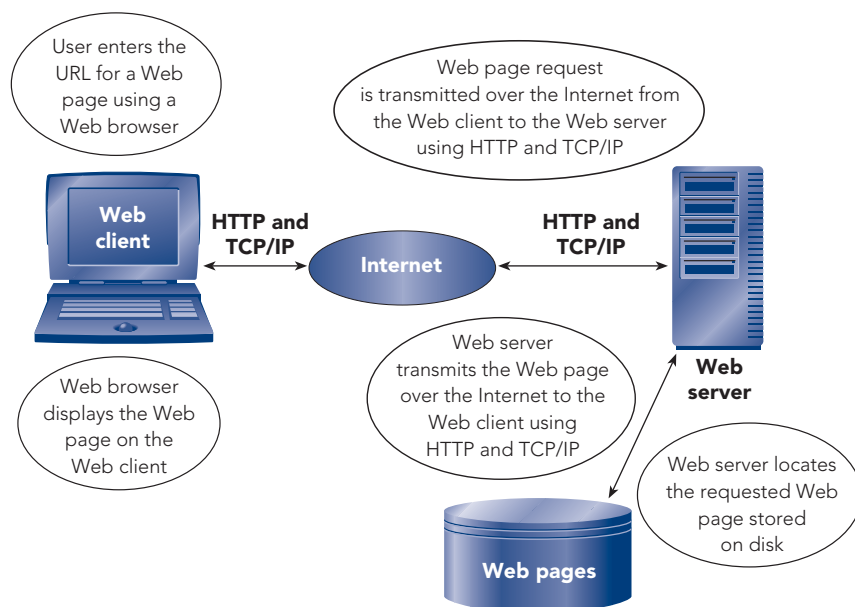 User enters the
URL for a Web
page using a
Web browser
Web page request
is transmitted over the Internet from
the Web client to the Web server
using HTTP and TCP/IP
Web
client
HTTP and
TCP/IP
Internet
HTTP and
TCP/IP
Web
server
Web browser
displays the Web
page on the
Web client
Web server
transmits the Web page
over the Internet to the
Web client using
HTTP and TCP/IP
Web server locates
the requested Web
page stored
on disk
Web pages